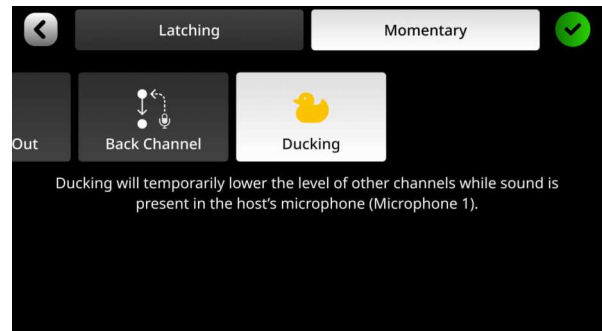 Latching
Momentary
Out
Back Channel
Ducking
Ducking will temporarily lower the level of other channels while sound is
present in the host's microphone (Microphone 1).